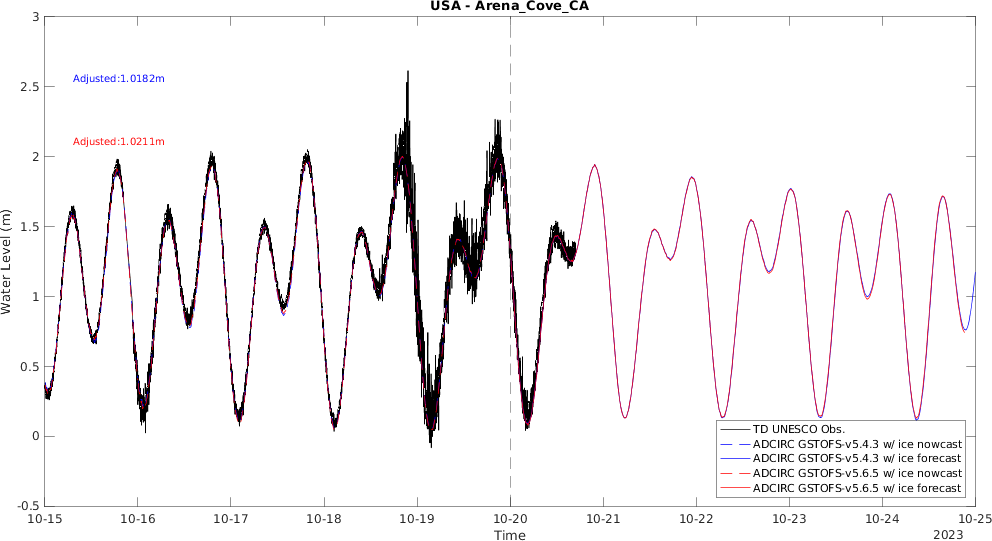 USA - Arena_Cove_CA
3
2.5
2
1.5
1
0.5
0
-0.5
Water Level (m)
Adjusted:1.0182m
Adjusted:1.0211m
TD UNESCO Obs.
ADCIRC GSTOFS-v5.4.3 w/ ice nowcast
ADCIRC GSTOFS-v5.4.3 w/ ice forecast
ADCIRC GSTOFS-v5.6.5 w/ ice nowcast
ADCIRC GSTOFS-v5.6.5 w/ ice forecast
10-15 10-16 10-17 10-18 10-19 10-20 10-21 10-22 10-23 10-24 10-25
Time
2023